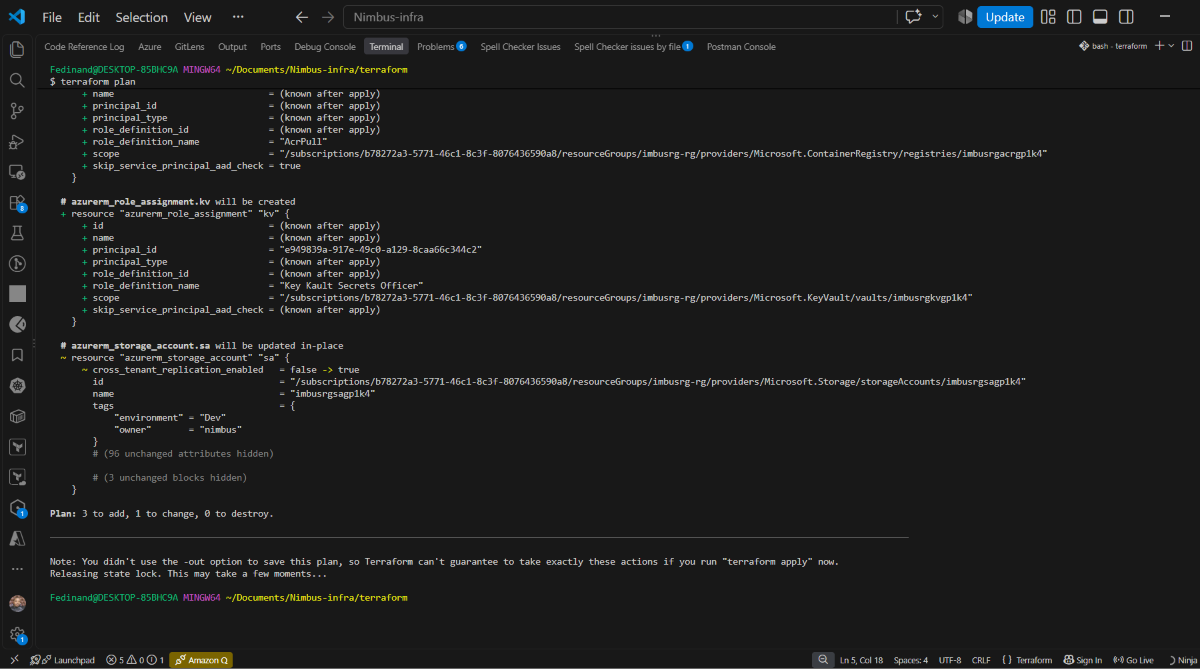 File Edit Selection View ··· Nimbus-infra Update
Code Reference Log Azure GitLens Output Ports Debug Console Terminal Problems 6 Spell Checker Issues Spell Checker issues by file 1 Postman Console bash - terraform
Fedinand@DESKTOP-85BHC9A MINGW64 ~/Documents/Nimbus-infra/terraform
$ terraform plan
+ name = (known after apply)
+ principal_id = (known after apply)
+ principal_type = (known after apply)
+ role_definition_id = (known after apply)
+ role_definition_name = "AcrPull"
+ scope = "/subscriptions/b78272a3-5771-46c1-8c3f-8076436590a8/resourceGroups/imbusrg-rg/providers/Microsoft.ContainerRegistry/registries/imbusrgacrgp1k4"
+ skip_service_principal_aad_check = true
}
# azurerm_role_assignment.kv will be created
+ resource "azurerm_role_assignment" "kv" {
+ id = (known after apply)
+ name = (known after apply)
+ principal_id = "e949839a-917e-49c0-a129-8caa66c344c2"
+ principal_type = (known after apply)
+ role_definition_id = (known after apply)
+ role_definition_name = "Key Kault Secrets Officer"
+ scope = "/subscriptions/b78272a3-5771-46c1-8c3f-8076436590a8/resourceGroups/imbusrg-rg/providers/Microsoft.KeyVault/vaults/imbusrgkvgp1k4"
+ skip_service_principal_aad_check = (known after apply)
}
# azurerm_storage_account.sa will be updated in-place
~ resource "azurerm_storage_account" "sa" {
~ cross_tenant_replication_enabled = false -> true
id = "/subscriptions/b78272a3-5771-46c1-8c3f-8076436590a8/resourceGroups/imbusrg-rg/providers/Microsoft.Storage/storageAccounts/imbusrgsagp1k4"
name = "imbusrgsagp1k4"
tags = {
"environment" = "Dev"
"owner" = "nimbus"
}
# (96 unchanged attributes hidden)
# (3 unchanged blocks hidden)
}
Plan: 3 to add, 1 to change, 0 to destroy.
Note: You didn't use the -out option to save this plan, so Terraform can't guarantee to take exactly these actions if you run "terraform apply" now.
Releasing state lock. This may take a few moments...
Fedinand@DESKTOP-85BHC9A MINGW64 ~/Documents/Nimbus-infra/terraform
8
1
1
Launchpad 5 0 1 Amazon Q Ln 5, Col 18 Spaces: 4 UTF-8 CRLF { } Terraform Sign In Go Live Ninja